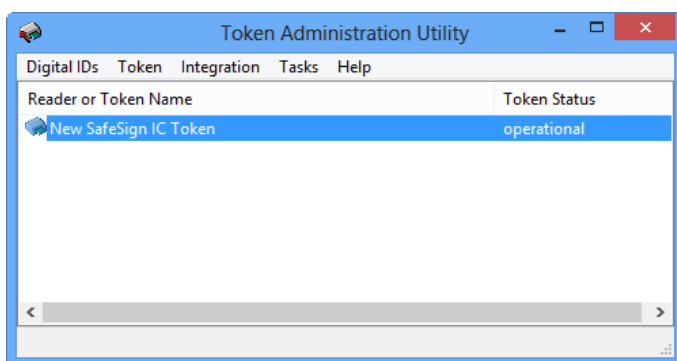 Token Administration Utility
Digital IDs Token Integration Tasks Help
Reader or Token Name Token Status
New SafeSign IC Token operational